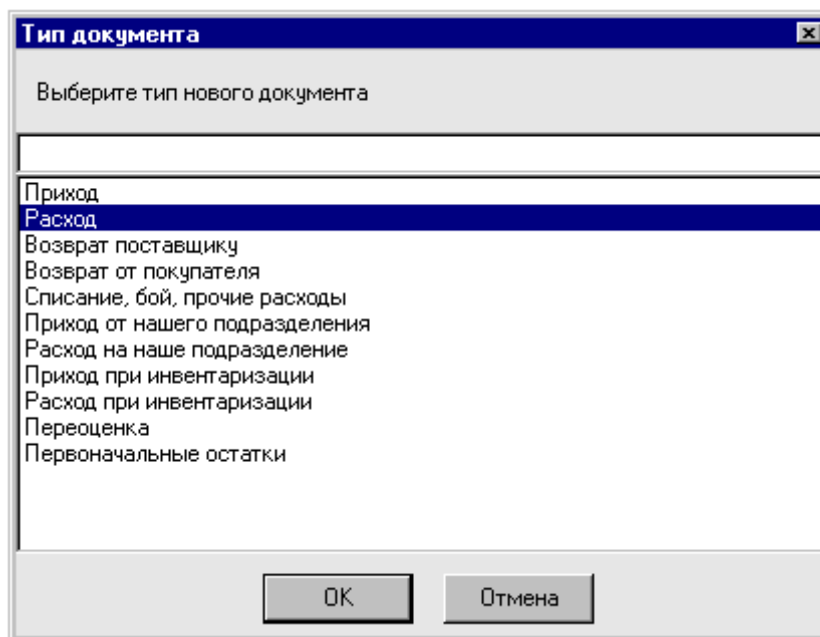 Тип документа
Выберите тип нового документа
Приход
Расход
Возврат поставщику
Возврат от покупателя
Списание, бой, прочие расходы
Приход от нашего подразделения
Расход на наше подразделение
Приход при инвентаризации
Расход при инвентаризации
Переоценка
Первоначальные остатки
OK Отмена